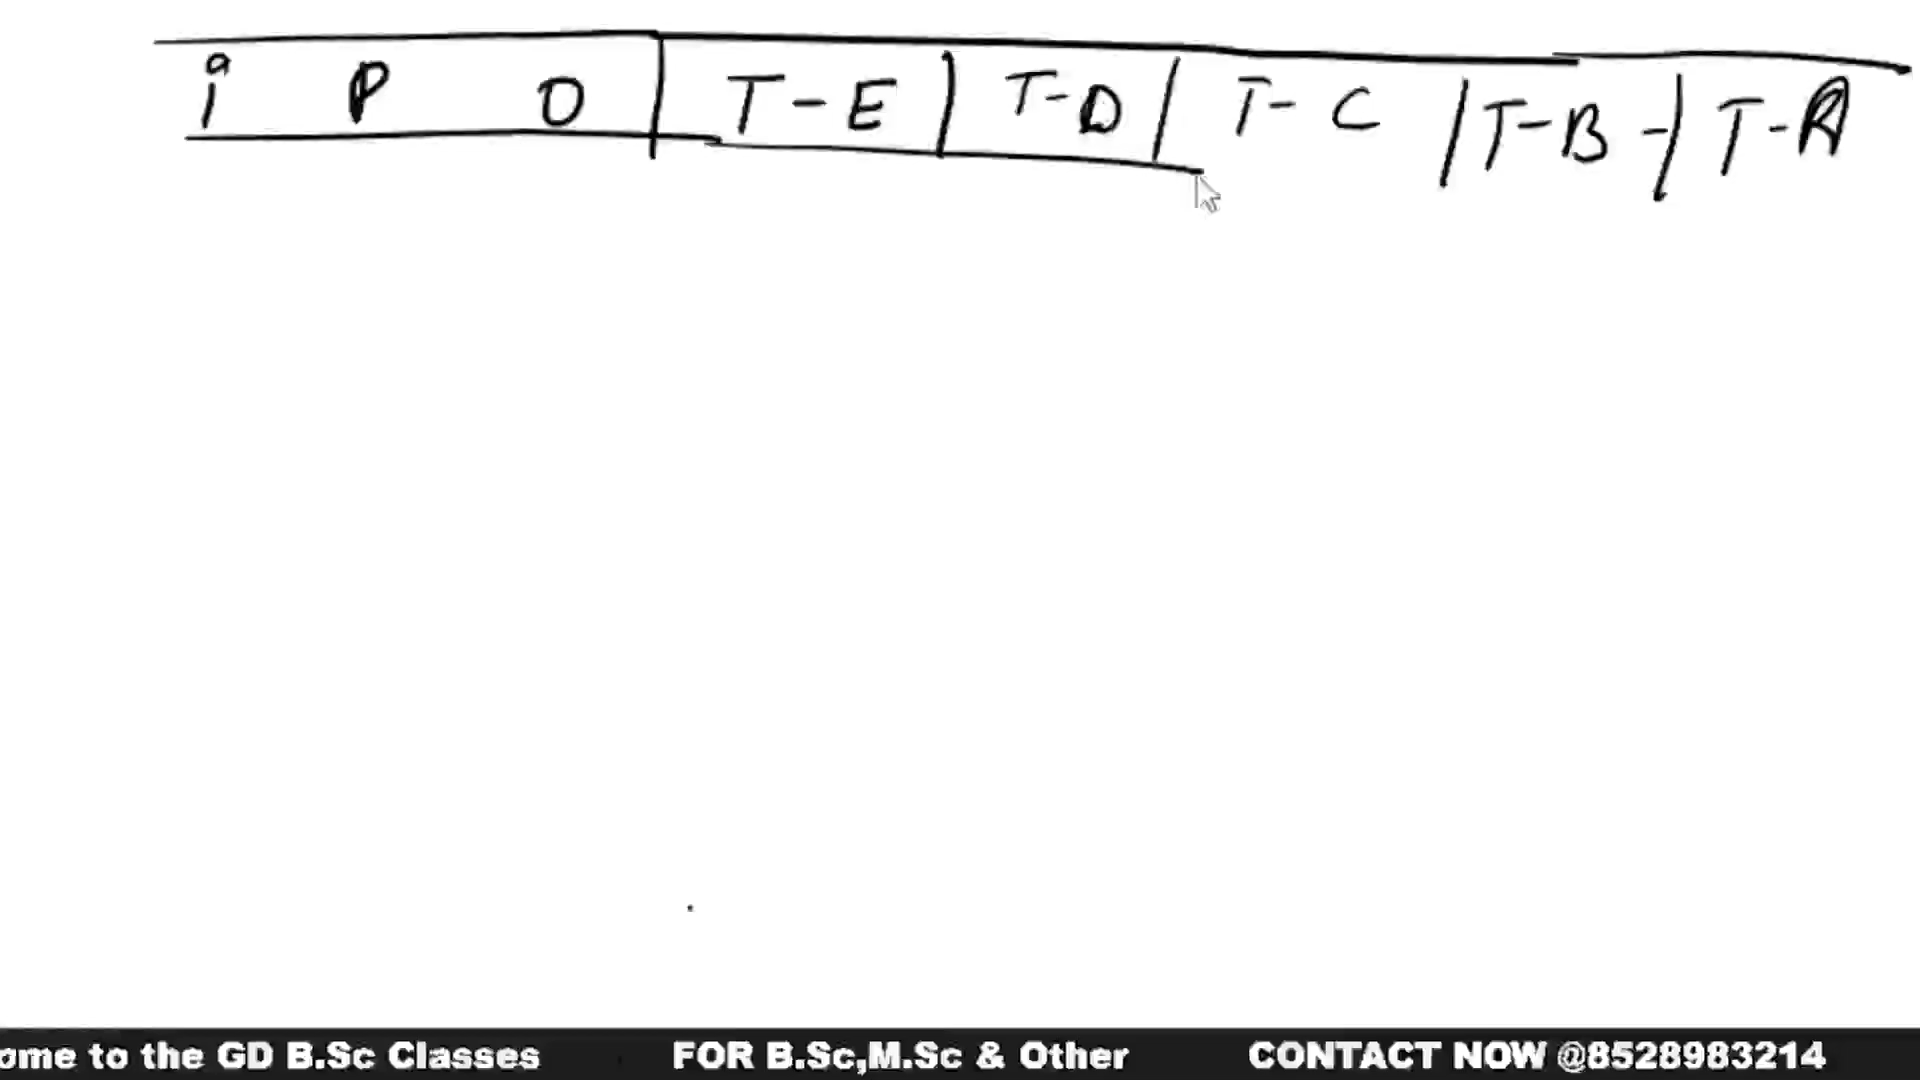 i P O | T-E | T-D | T-C | T-B - | T-A
ome to the GD B.Sc Classes FOR B.Sc,M.Sc & Other CONTACT NOW @8528983214